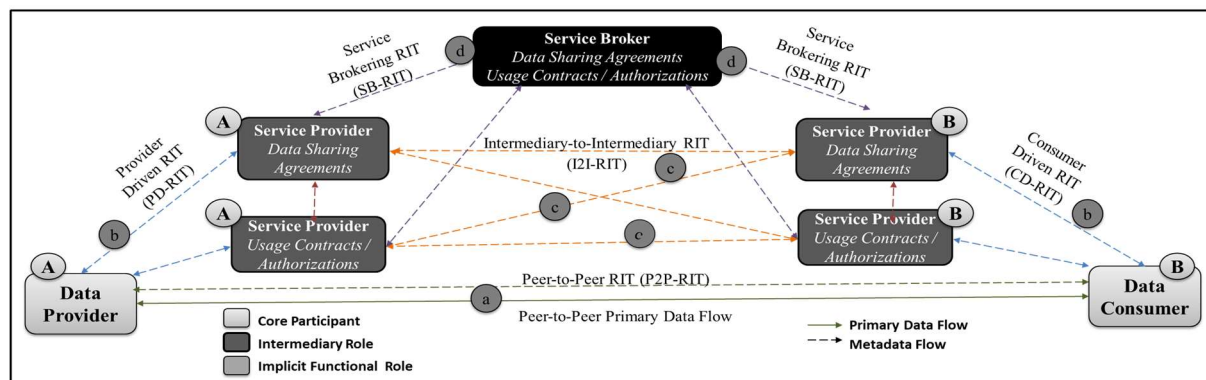 Service Broker
Data Sharing Agreements
Usage Contracts / Authorizations
d
d
Service
Brokering RIT
(SB-RIT)
Service
Brokering RIT
(SB-RIT)
A
Service Provider
Data Sharing
Agreements
B
Service Provider
Data Sharing
Agreements
Intermediary-to-Intermediary RIT
(I2I-RIT)
c
c
c
Provider
Driven RIT
(PD-RIT)
b
Consumer
Driven RIT
(CD-RIT)
b
A
Service Provider
Usage Contracts /
Authorizations
B
Service Provider
Usage Contracts /
Authorizations
A
Data
Provider
B
Data
Consumer
Peer-to-Peer RIT (P2P-RIT)
a
Peer-to-Peer Primary Data Flow
Core Participant
Intermediary Role
Implicit Functional Role
Primary Data Flow
Metadata Flow